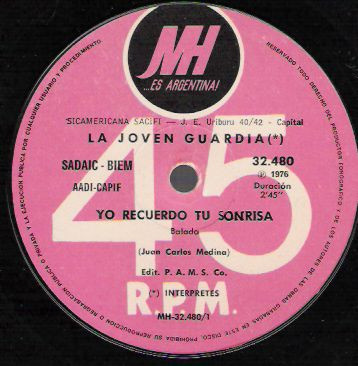 MH
...ES ARGENTINA!
SICAMERICANA SACIFI — J. E. Uriburu 40/42 - Capital
LA JOVEN GUARDIA(*)
SADAIC - BIEM
AADI-CAPIF
32.480
Ⓟ 1976
Duración
2'45"
45
YO RECUERDO TU SONRISA
Balada
(Juan Carlos Medina)
Edit. P. A. M. S. Co.
R.P.M.
(*) INTERPRETES
MH-32.480/1
RESERVADO TODO DERECHO DEL PRODUCTOR FONOGRAFICO Y DE LOS AUTORES DE LAS OBRAS GRABADAS EN ESTE DISCO. PROHIBIDA SU REPRODUCCION O REGRABACION PUBLICA O PRIVADA Y LA EJECUCION PUBLICA POR CUALQUIER USUARIO Y PROCEDIMIENTO.